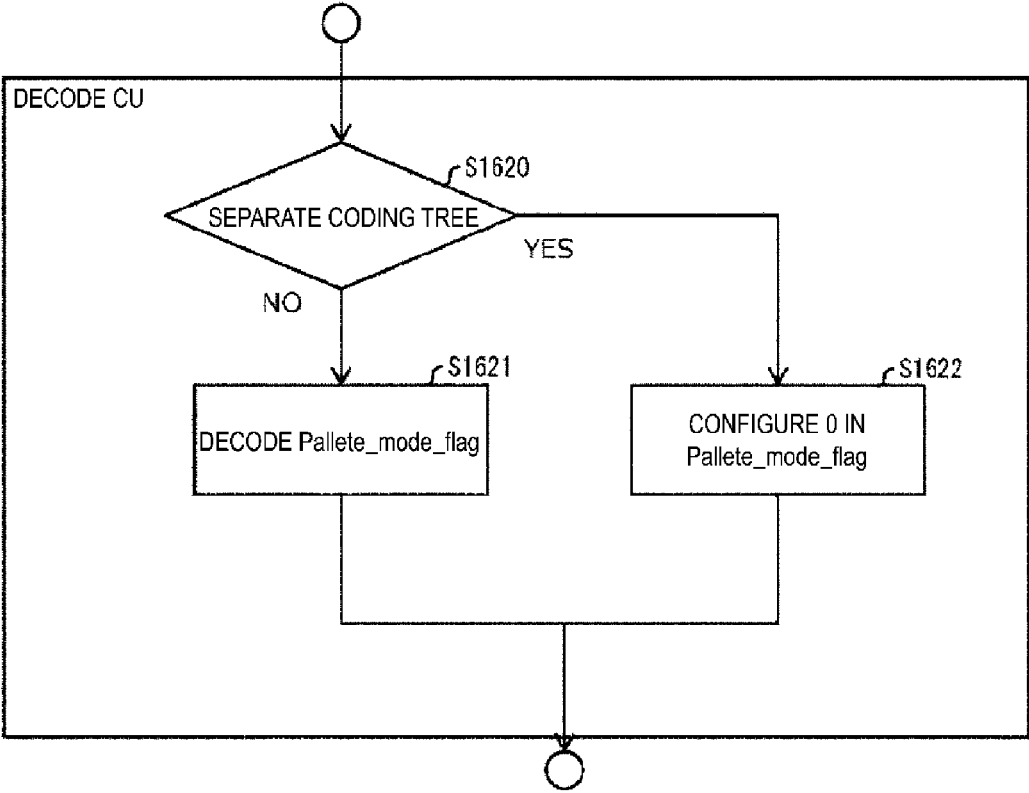 DECODE CU
S1620
SEPARATE CODING TREE
YES
NO
S1621
DECODE Pallete_mode_flag
S1622
CONFIGURE 0 IN
Pallete_mode_flag